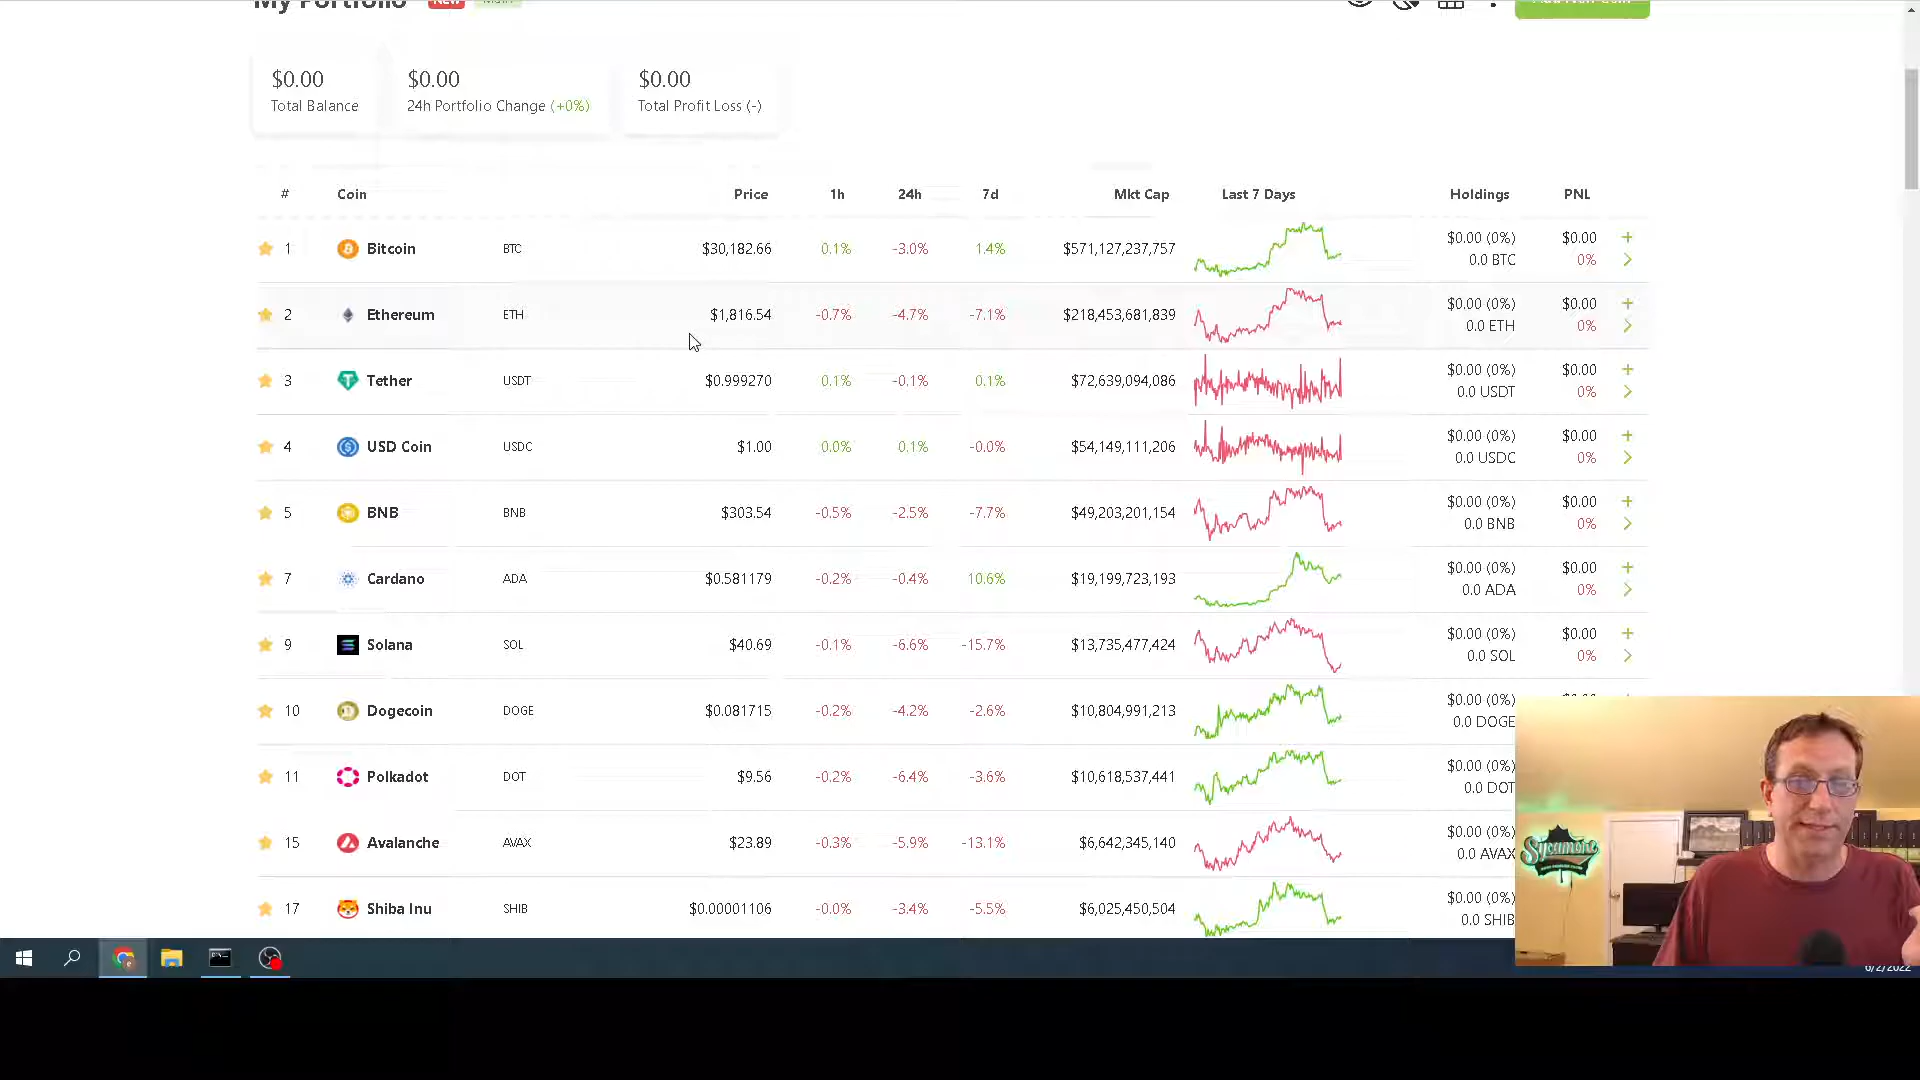 My Portfolio New
$0.00 $0.00 $0.00
Total Balance 24h Portfolio Change (+0%) Total Profit Loss (-)
# Coin Price 1h 24h 7d Mkt Cap Last 7 Days Holdings PNL
1 Bitcoin BTC $30,182.66 0.1% -3.0% 1.4% $571,127,237,757 $0.00 (0%) $0.00 +
0.0 BTC 0%
2 Ethereum ETH $1,816.54 -0.7% -4.7% -7.1% $218,453,681,839 $0.00 (0%) $0.00 +
0.0 ETH 0%
3 Tether USDT $0.999270 0.1% -0.1% 0.1% $72,639,094,086 $0.00 (0%) $0.00 +
0.0 USDT 0%
4 USD Coin USDC $1.00 0.0% 0.1% -0.0% $54,149,111,206 $0.00 (0%) $0.00 +
0.0 USDC 0%
5 BNB BNB $303.54 -0.5% -2.5% -7.7% $49,203,201,154 $0.00 (0%) $0.00 +
0.0 BNB 0%
7 Cardano ADA $0.581179 -0.2% -0.4% 10.6% $19,199,723,193 $0.00 (0%) $0.00 +
0.0 ADA 0%
9 Solana SOL $40.69 -0.1% -6.6% -15.7% $13,735,477,424 $0.00 (0%) $0.00 +
0.0 SOL 0%
10 Dogecoin DOGE $0.081715 -0.2% -4.2% -2.6% $10,804,991,213 $0.00 (0%)
0.0 DOGE
11 Polkadot DOT $9.56 -0.2% -6.4% -3.6% $10,618,537,441 $0.00 (0%)
0.0 DOT
15 Avalanche AVAX $23.89 -0.3% -5.9% -13.1% $6,642,345,140 $0.00 (0%)
0.0 AVAX
17 Shiba Inu SHIB $0.00001106 -0.0% -3.4% -5.5% $6,025,450,504 $0.00 (0%)
0.0 SHIB
Sycamore
6/2/2022